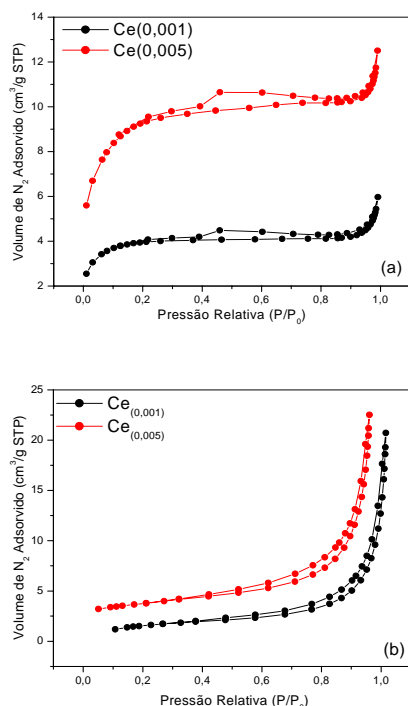 Ce(0,001)
Ce(0,005)
Volume de N₂ Adsorvido (cm³/g STP)
14
12
10
8
6
4
2
0,0 0,2 0,4 0,6 0,8 1,0
(a)
Pressão Relativa (P/P₀)
Ce(0,001)
Ce(0,005)
Volume de N₂ Adsorvido (cm³/g STP)
25
20
15
10
5
0
0,0 0,2 0,4 0,6 0,8 1,0
(b)
Pressão Relativa (P/P₀)